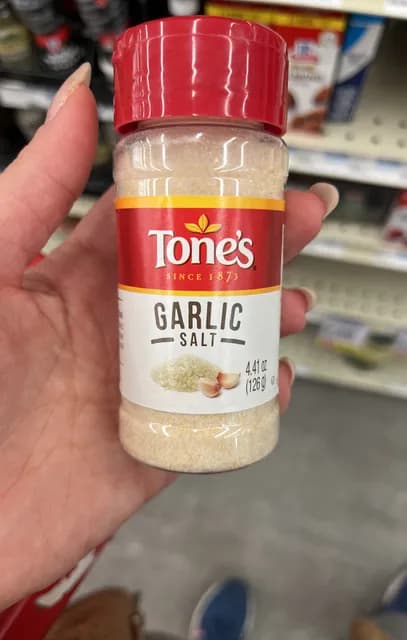 Tone's
SINCE 1873
GARLIC
SALT
4.41 oz
(126 g)